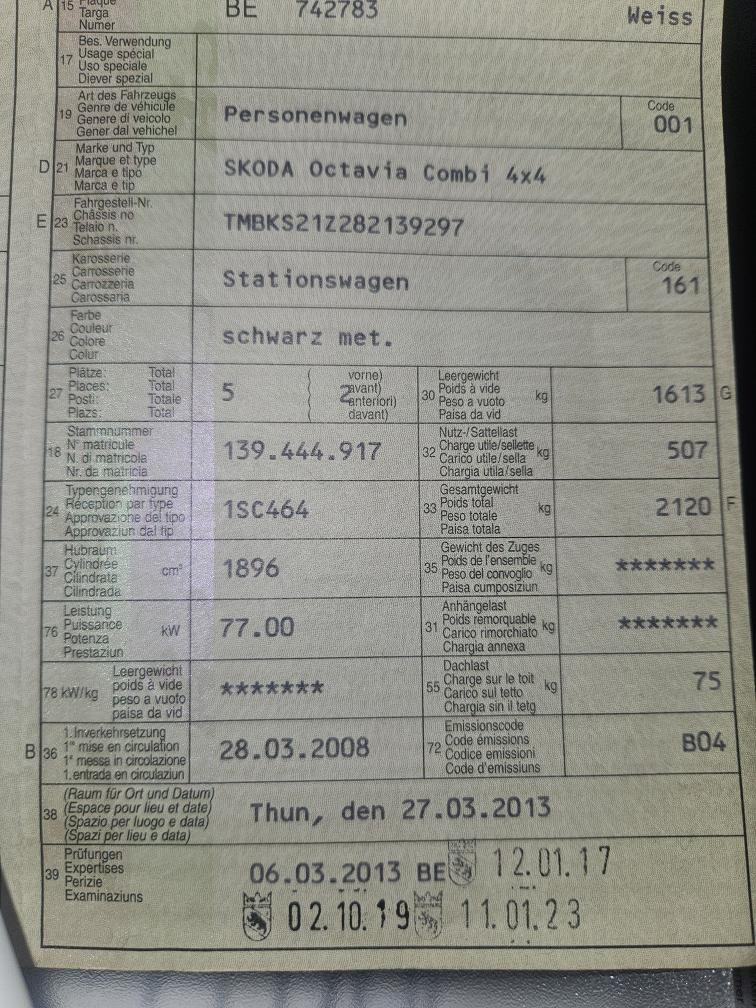 A 15 Plaque BE 742783 Weiss
Targa
Numer
17 Bes. Verwendung
Usage spécial
Uso speciale
Diever spezial
19 Art des Fahrzeugs
Genre de véhicule
Genere di veicolo
Gener dal vehichel
Personenwagen
Code
001
D 21 Marke und Typ
Marque et type
Marca e tipo
Marca e tip
SKODA Octavia Combi 4x4
E 23 Fahrgestell-Nr.
Châssis no
Telaio n.
Schassis nr.
TMBKS21Z282139297
25 Karosserie
Carrosserie
Carrozzeria
Carossaria
Stationswagen
Code
161
26 Farbe
Couleur
Colore
Colur
schwarz met.
27 Plätze: Total
Places: Total
Posti: Totale
Plazs: Total
5
( vorne)
( avant)
( anteriori)
( davant)
2
30 Leergewicht
Poids à vide
Peso a vuoto
Paisa da vid
kg
1613 G
18 Stammnummer
N° matricule
N. di matricola
Nr. da matricla
139.444.917
32 Nutz-/Sattellast
Charge utile/sellette
Carico utile/sella
Chargia utila/sella
kg
507
24 Typengenehmigung
Réception par type
Approvazione del tipo
Approvaziun dal tip
1SC464
33 Gesamtgewicht
Poids total
Peso totale
Paisa totala
kg
2120 F
37 Hubraum
Cylindrée
Cilindrata
Cilindrada
cm³
1896
35 Gewicht des Zuges
Poids de l'ensemble
Peso del convoglio
Paisa cumposiziun
kg
*******
76 Leistung
Puissance
Potenza
Prestaziun
kW
77.00
31 Anhängelast
Poids remorquable
Carico rimorchiato
Chargia annexa
kg
*******
78 kW/kg
Leergewicht
poids à vide
peso a vuoto
paisa da vid
*******
55 Dachlast
Charge sur le toit
Carico sul tetto
Chargia sin il tetg
kg
75
B 36 1.Inverkehrsetzung
1re mise en circulation
1a messa in circolazione
1.entrada en circulaziun
28.03.2008
72 Emissionscode
Code émissions
Codice emissioni
Code d'emissiuns
B04
38 (Raum für Ort und Datum)
(Espace pour lieu et date)
(Spazio per luogo e data)
(Spazi per lieu e data)
Thun, den 27.03.2013
39 Prüfungen
Expertises
Perizie
Examinaziuns
06.03.2013 BE 12.01.17
02.10.19 11.01.23